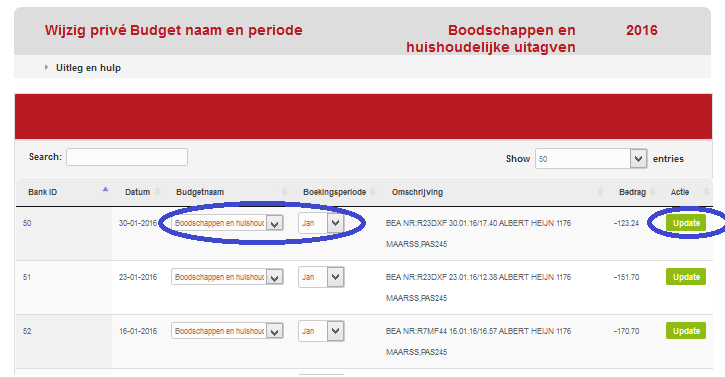 Wijzig privé Budget naam en periode
Boodschappen en
huishoudelijke uitagven
2016
Uitleg en hulp
Search:
Show 50 entries
Bank ID Datum Budgetnaam Boekingsperiode Omschrijving Bedrag Actie
50 30-01-2016 Boodschappen en huishoud Jan BEA NR:R23DXF 30.01.16/17.40 ALBERT HEIJN 1176 -123.24 Update
MAARSS,PAS245
51 23-01-2016 Boodschappen en huishoud Jan BEA NR:R23DXF 23.01.16/12.38 ALBERT HEIJN 1176 -151.70 Update
MAARSS,PAS245
52 16-01-2016 Boodschappen en huishoud Jan BEA NR:R7MF44 16.01.16/16.57 ALBERT HEIJN 1176 -170.70 Update
MAARSS,PAS245